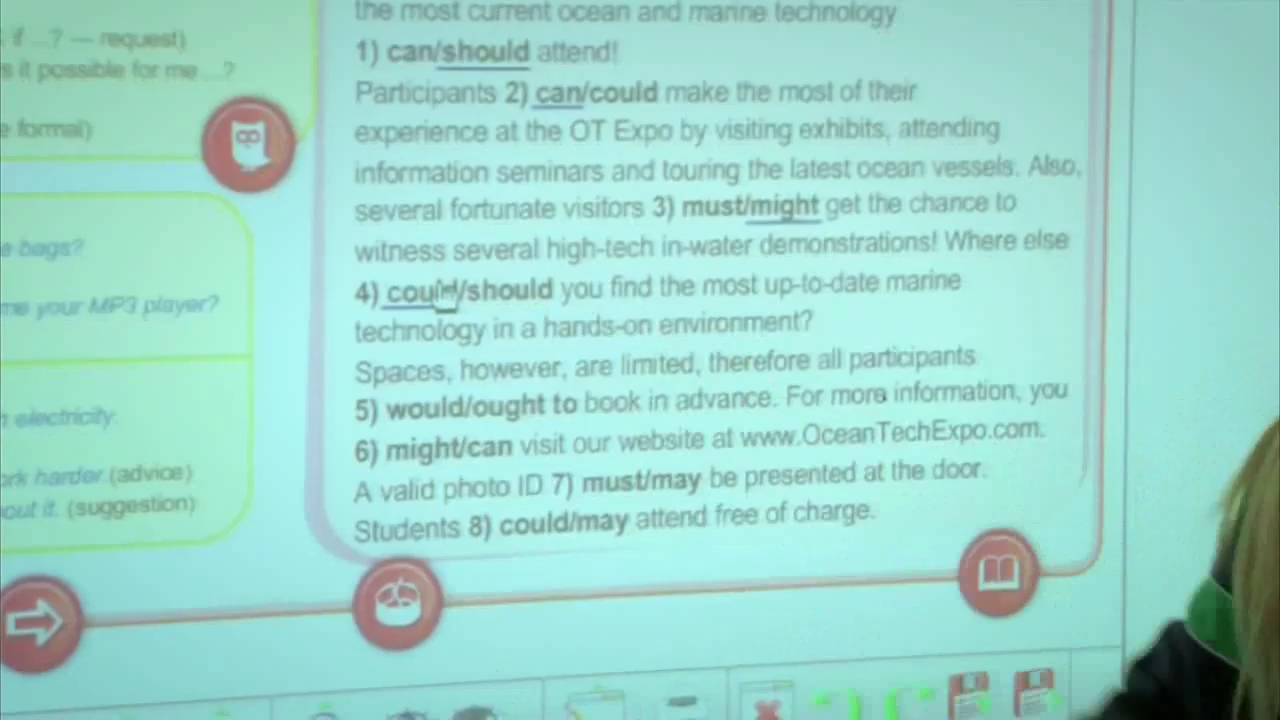 if ...? — request)
s it possible for me ...?
e formal)
e bags?
me your MP3 player?
electricity.
ork harder (advice)
out it. (suggestion)
the most current ocean and marine technology
1) can/should attend!
Participants 2) can/could make the most of their
experience at the OT Expo by visiting exhibits, attending
information seminars and touring the latest ocean vessels. Also,
several fortunate visitors 3) must/might get the chance to
witness several high-tech in-water demonstrations! Where else
4) could/should you find the most up-to-date marine
technology in a hands-on environment?
Spaces, however, are limited, therefore all participants
5) would/ought to book in advance. For more information, you
6) might/can visit our website at www.OceanTechExpo.com.
A valid photo ID 7) must/may be presented at the door.
Students 8) could/may attend free of charge.